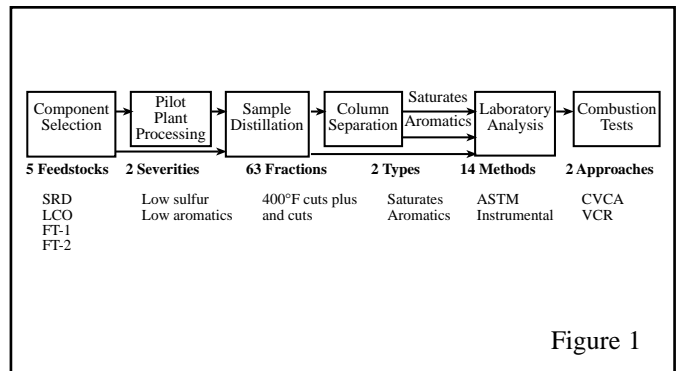 Component
Selection
Pilot
Plant
Processing
Sample
Distillation
Column
Separation
Saturates
Aromatics
Laboratory
Analysis
Combustion
Tests
5 Feedstocks
2 Severities
63 Fractions
2 Types
14 Methods
2 Approaches
SRD
LCO
FT-1
FT-2
Low sulfur
Low aromatics
400°F cuts plus
and cuts
Saturates
Aromatics
ASTM
Instrumental
CVCA
VCR
Figure 1